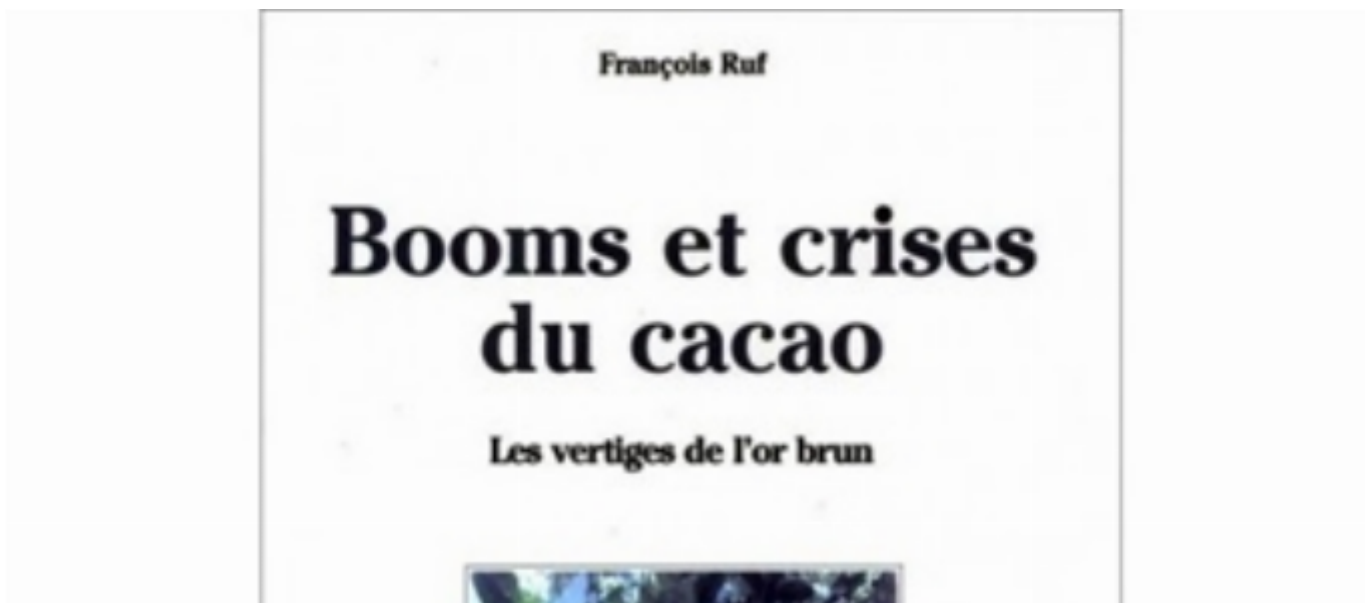 François Ruf
Booms et crises
du cacao
Les vertiges de l'or brun